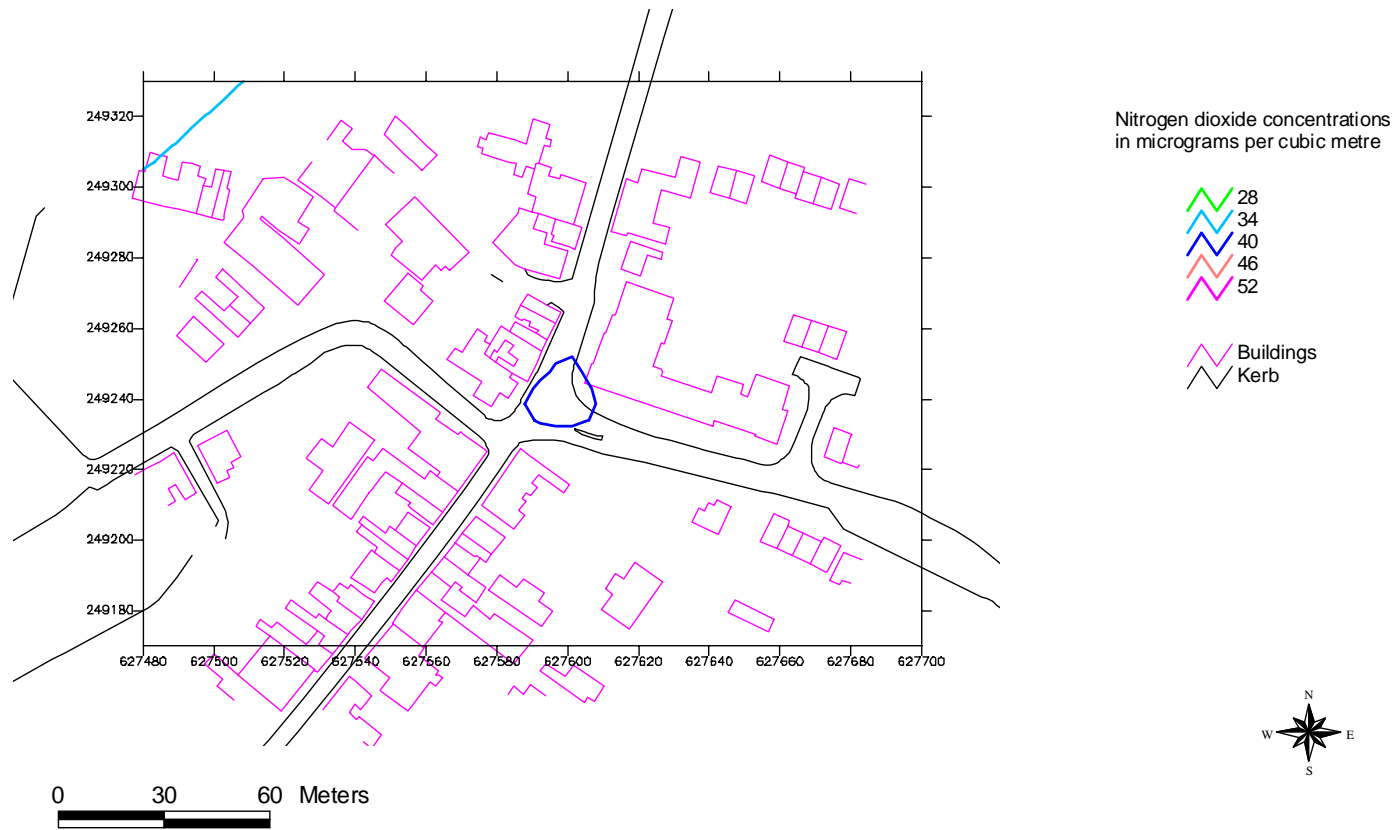 Nitrogen dioxide concentrations
in micrograms per cubic metre
28
34
40
46
52
Buildings
Kerb
249320
249300
249280
249260
249240
249220
249200
249180
627480 627500 627520 627540 627560 627580 627600 627620 627640 627660 627680 627700
N
W E
S
0 30 60 Meters